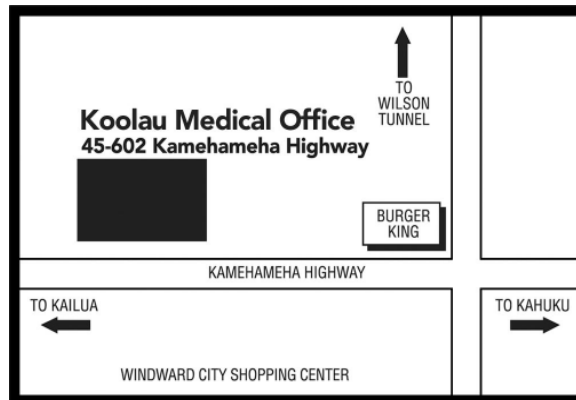 TO
WILSON
TUNNEL
Koolau Medical Office
45-602 Kamehameha Highway
BURGER
KING
KAMEHAMEHA HIGHWAY
TO KAILUA
TO KAHUKU
WINDWARD CITY SHOPPING CENTER